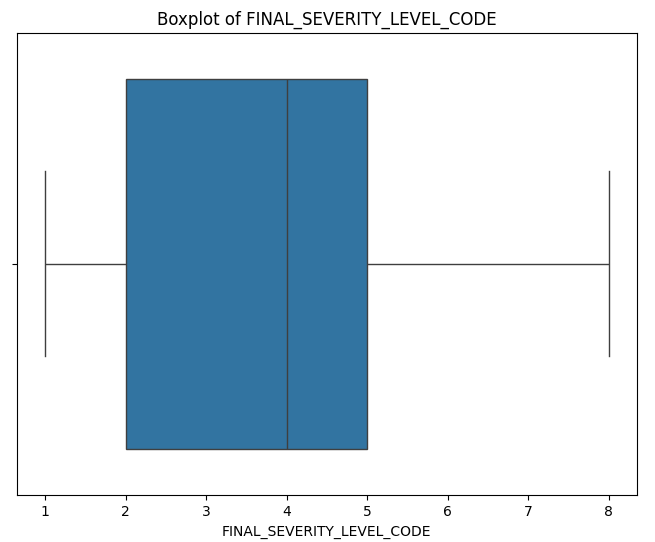 Boxplot of FINAL_SEVERITY_LEVEL_CODE
1 2 3 4 5 6 7 8
FINAL_SEVERITY_LEVEL_CODE